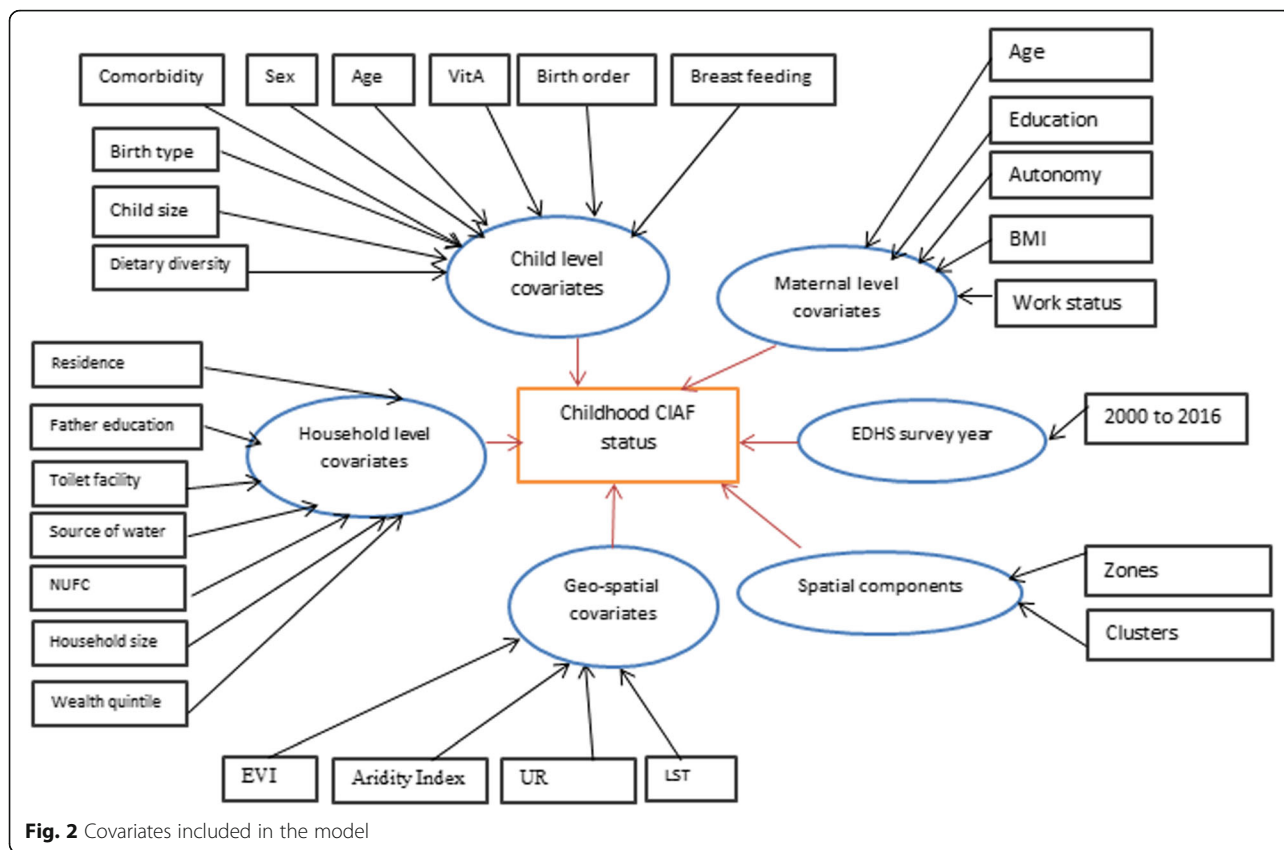 Comorbidity
Sex
Age
VitA
Birth order
Breast feeding
Birth type
Child size
Dietary diversity
Child level
covariates
Age
Education
Autonomy
BMI
Work status
Maternal level
covariates
Residence
Father education
Toilet facility
Source of water
NUFC
Household size
Wealth quintile
Household level
covariates
Childhood CIAF
status
EDHS survey year
2000 to 2016
Geo-spatial
covariates
Spatial components
Zones
Clusters
EVI
Aridity Index
UR
LST
Fig. 2 Covariates included in the model